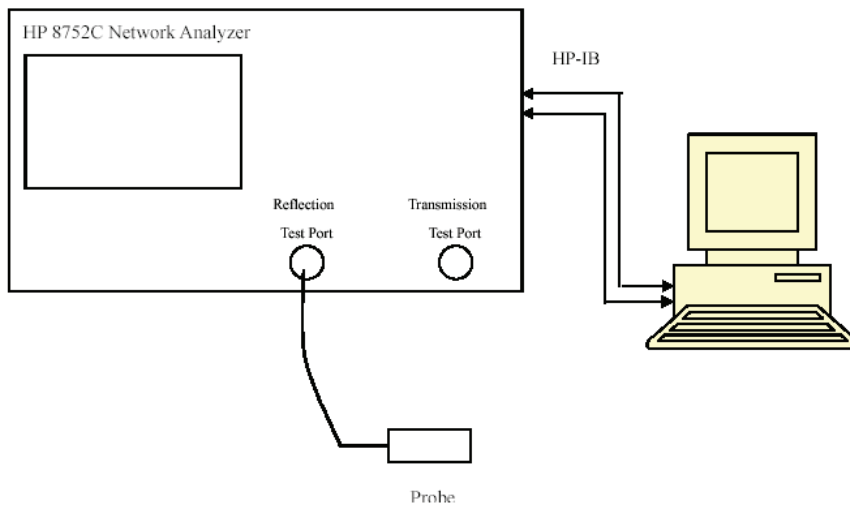 HP 8752C Network Analyzer
HP-IB
Reflection
Test Port
Transmission
Test Port
Probe